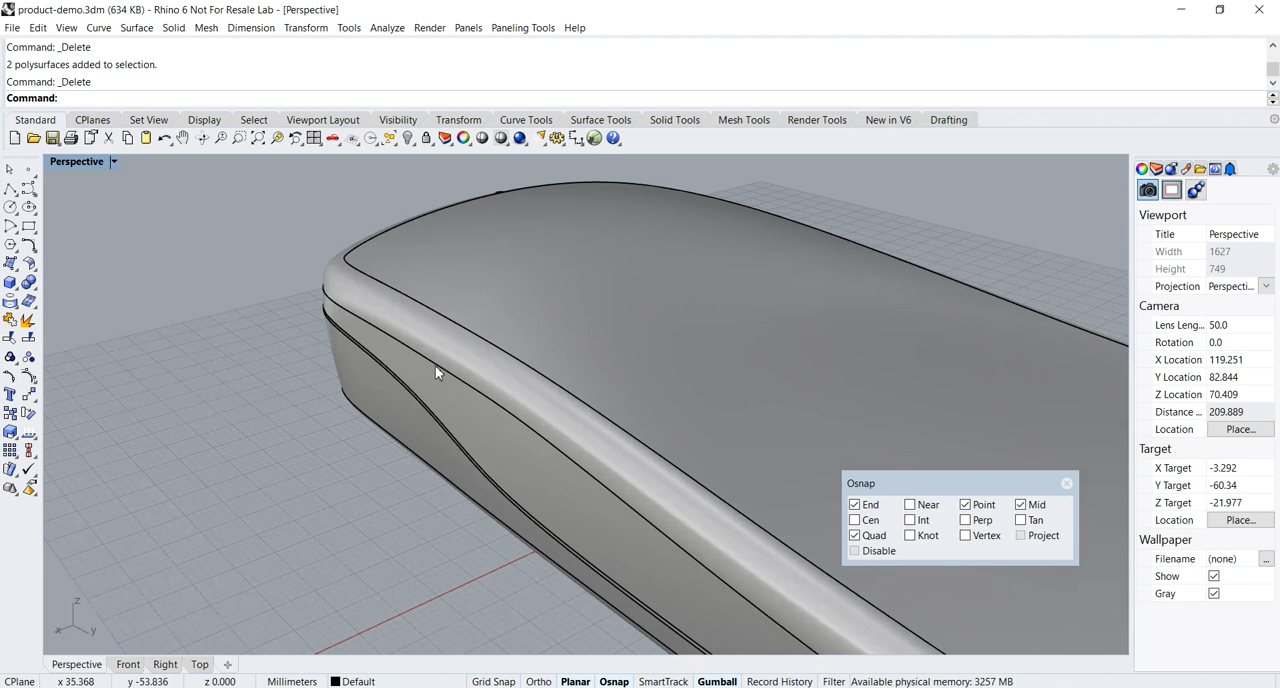 product-demo.3dm (634 KB) - Rhino 6 Not For Resale Lab - [Perspective]
File Edit View Curve Surface Solid Mesh Dimension Transform Tools Analyze Render Panels Paneling Tools Help
Command: _Delete
2 polysurfaces added to selection.
Command: _Delete
Command:
Standard CPlanes Set View Display Select Viewport Layout Visibility Transform Curve Tools Surface Tools Solid Tools Mesh Tools Render Tools New in V6 Drafting
Perspective
Viewport
Title Perspective
Width 1627
Height 749
Projection Perspecti...
Camera
Lens Leng... 50.0
Rotation 0.0
X Location 119.251
Y Location 82.844
Z Location 70.409
Distance ... 209.889
Location Place...
Target
X Target -3.292
Y Target -60.34
Z Target -21.977
Location Place...
Wallpaper
Filename (none) ...
Show
Gray
Osnap
End Near Point Mid
Cen Int Perp Tan
Quad Knot Vertex Project
Disable
z
x y
Perspective Front Right Top
CPlane x 35.368 y -53.836 z 0.000 Millimeters Default Grid Snap Ortho Planar Osnap SmartTrack Gumball Record History Filter Available physical memory: 3257 MB